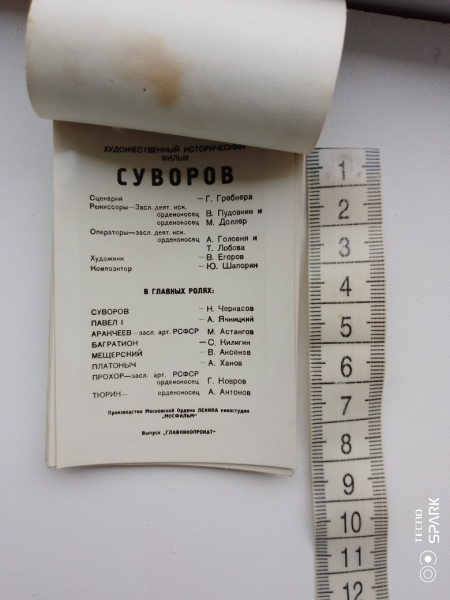 ХУДОЖЕСТВЕННЫЙ ИСТОРИЧЕСКИЙ
ФИЛЬМ
СУВОРОВ
Сценарий — Г. Гребнера
Режиссеры—Засл. деят. иск.
орденоносец В. Пудовкин и
орденоносец М. Доллер
Операторы—засл. деят. иск.
орденоносец А. Головня и
Т. Лобова
Художник — В. Егоров
Композитор — Ю. Шапорин
В ГЛАВНЫХ РОЛЯХ:
СУВОРОВ — Н. Черкасов
ПАВЕЛ I — А. Ячницкий
АРАКЧЕЕВ—засл. арт. РСФСР М. Астангов
БАГРАТИОН — С. Килигин
МЕЩЕРСКИЙ — В. Аксенов
ПЛАТОНЫЧ — А. Ханов
ПРОХОР—засл. арт. РСФСР
орденоносец Г. Ковров
ТЮРИН— орденоносец А. Антонов
Производство Московской Ордена ЛЕНИНА киностудии
"МОСФИЛЬМ"
Выпуск „ГЛАВКИНОПРОКАТ"
1
2
3
4
5
6
7
8
9
10
11
12
TECNO
SPARK